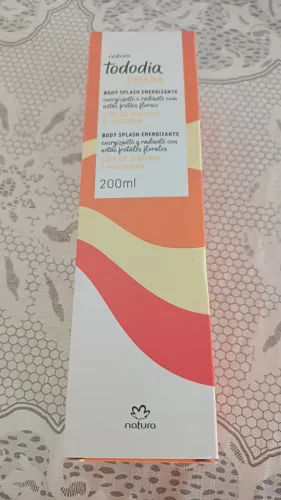 natura
tododia
BODY SPLASH ENERGIZANTE
energizante e radiante com
notas frutais florais
BODY SPLASH ENERGIZANTE
energizante y radiante con
notas frutales florales
200ml
natura